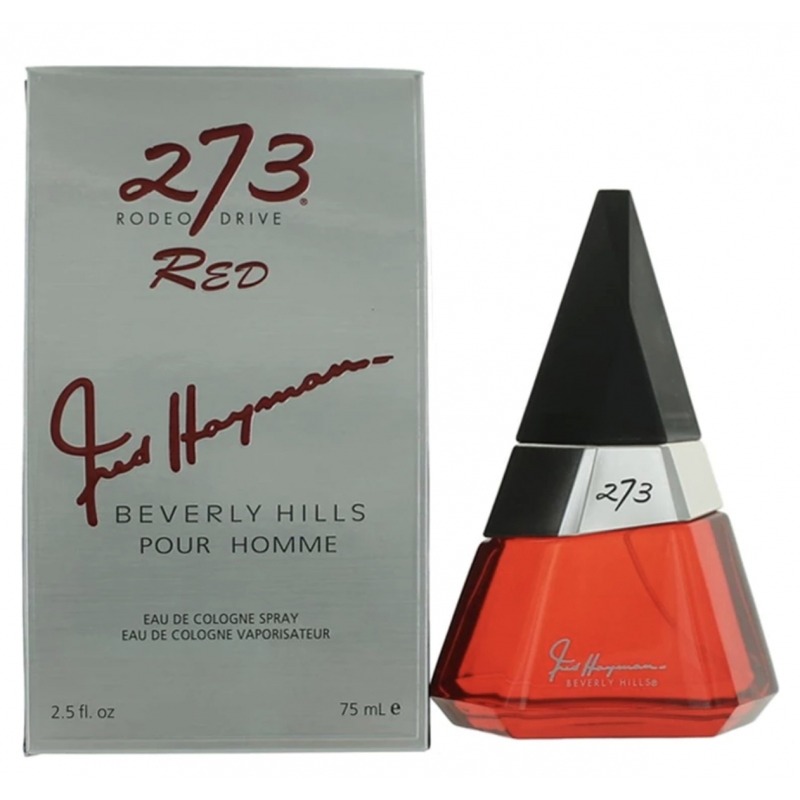 273®
RODEO DRIVE
RED
Fred Hayman
BEVERLY HILLS
POUR HOMME
EAU DE COLOGNE SPRAY
EAU DE COLOGNE VAPORISATEUR
2.5 fl. oz 75 mL e
273
Fred Hayman
BEVERLY HILLS®